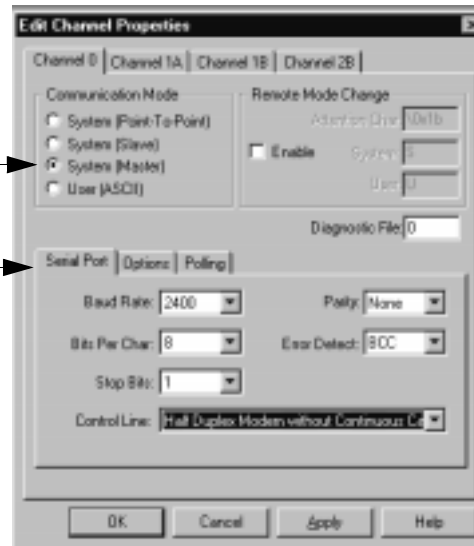 Edit Channel Properties
Channel 0 Channel 1A Channel 1B Channel 2B
Communication Mode
System (Point-To-Point)
System (Slave)
System (Master)
User (ASCII)
Remote Mode Change
Attention Char: \0x1b
Enable
System: S
User: U
Diagnostic File: 0
Serial Port Options Polling
Baud Rate: 2400
Parity: None
Bits Per Char: 8
Error Detect: BCC
Stop Bits: 1
Control Line: Half Duplex Modem without Continuous Ca
OK Cancel Apply Help